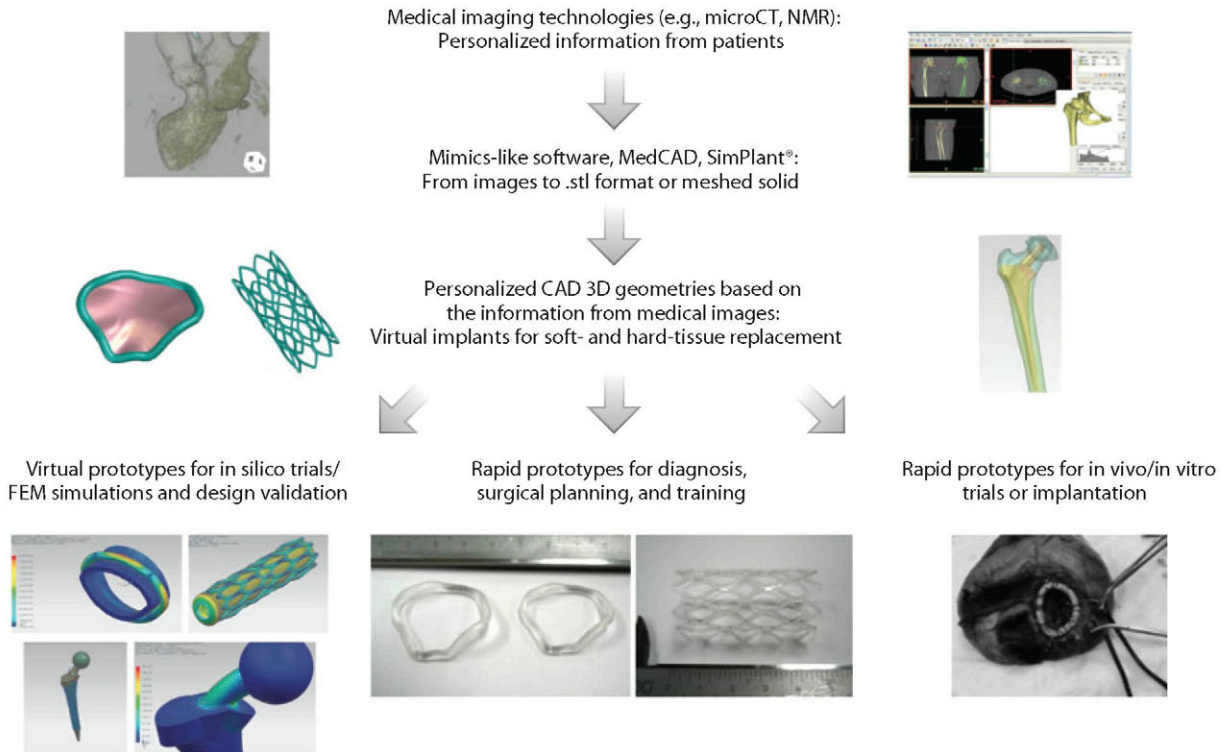 Medical imaging technologies (e.g., microCT, NMR):
Personalized information from patients
Mimics-like software, MedCAD, SimPlant®:
From images to .stl format or meshed solid
Personalized CAD 3D geometries based on
the information from medical images:
Virtual implants for soft- and hard-tissue replacement
Virtual prototypes for in silico trials/
FEM simulations and design validation
Rapid prototypes for diagnosis,
surgical planning, and training
Rapid prototypes for in vivo/in vitro
trials or implantation